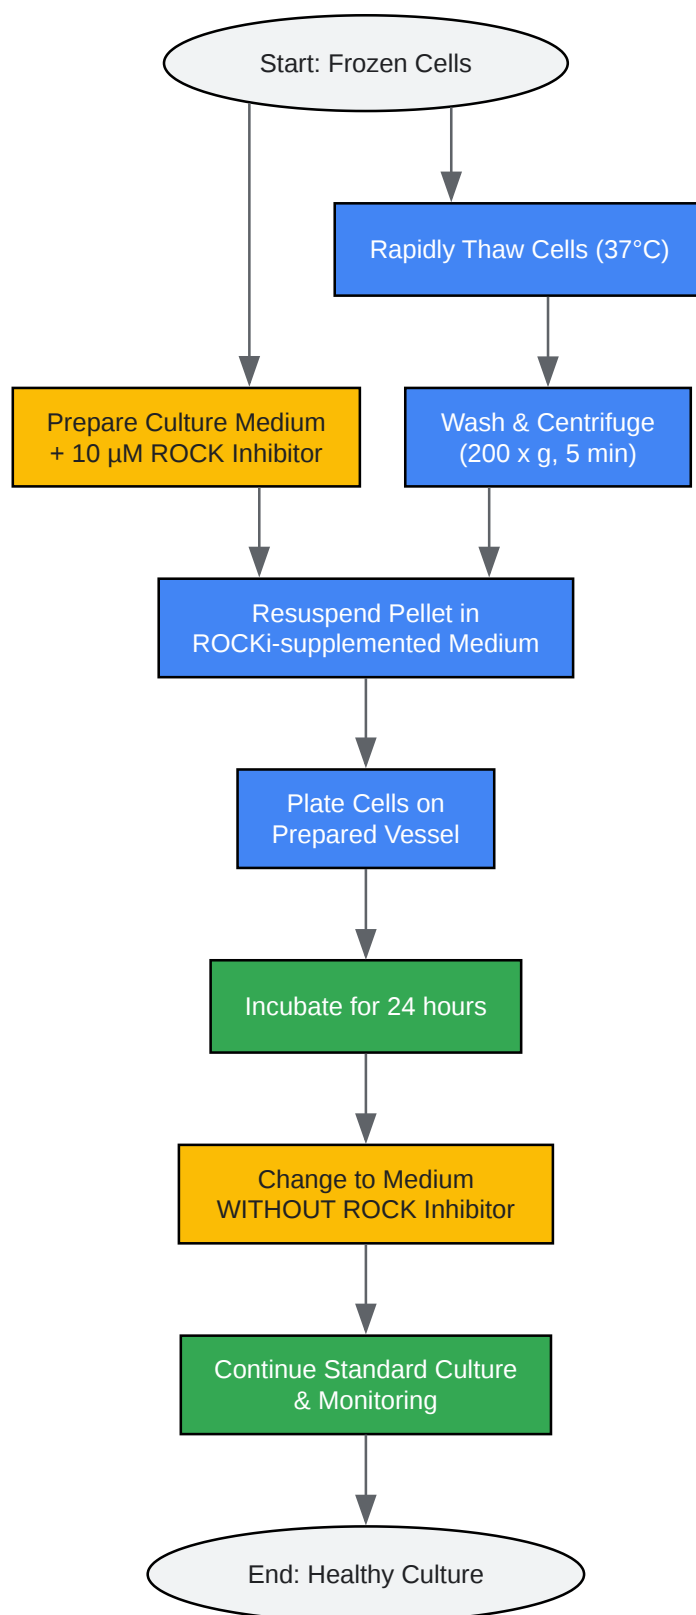 Start: Frozen Cells
Rapidly Thaw Cells (37°C)
Prepare Culture Medium
+ 10 µM ROCK Inhibitor
Wash & Centrifuge
(200 x g, 5 min)
Resuspend Pellet in
ROCKi-supplemented Medium
Plate Cells on
Prepared Vessel
Incubate for 24 hours
Change to Medium
WITHOUT ROCK Inhibitor
Continue Standard Culture
& Monitoring
End: Healthy Culture